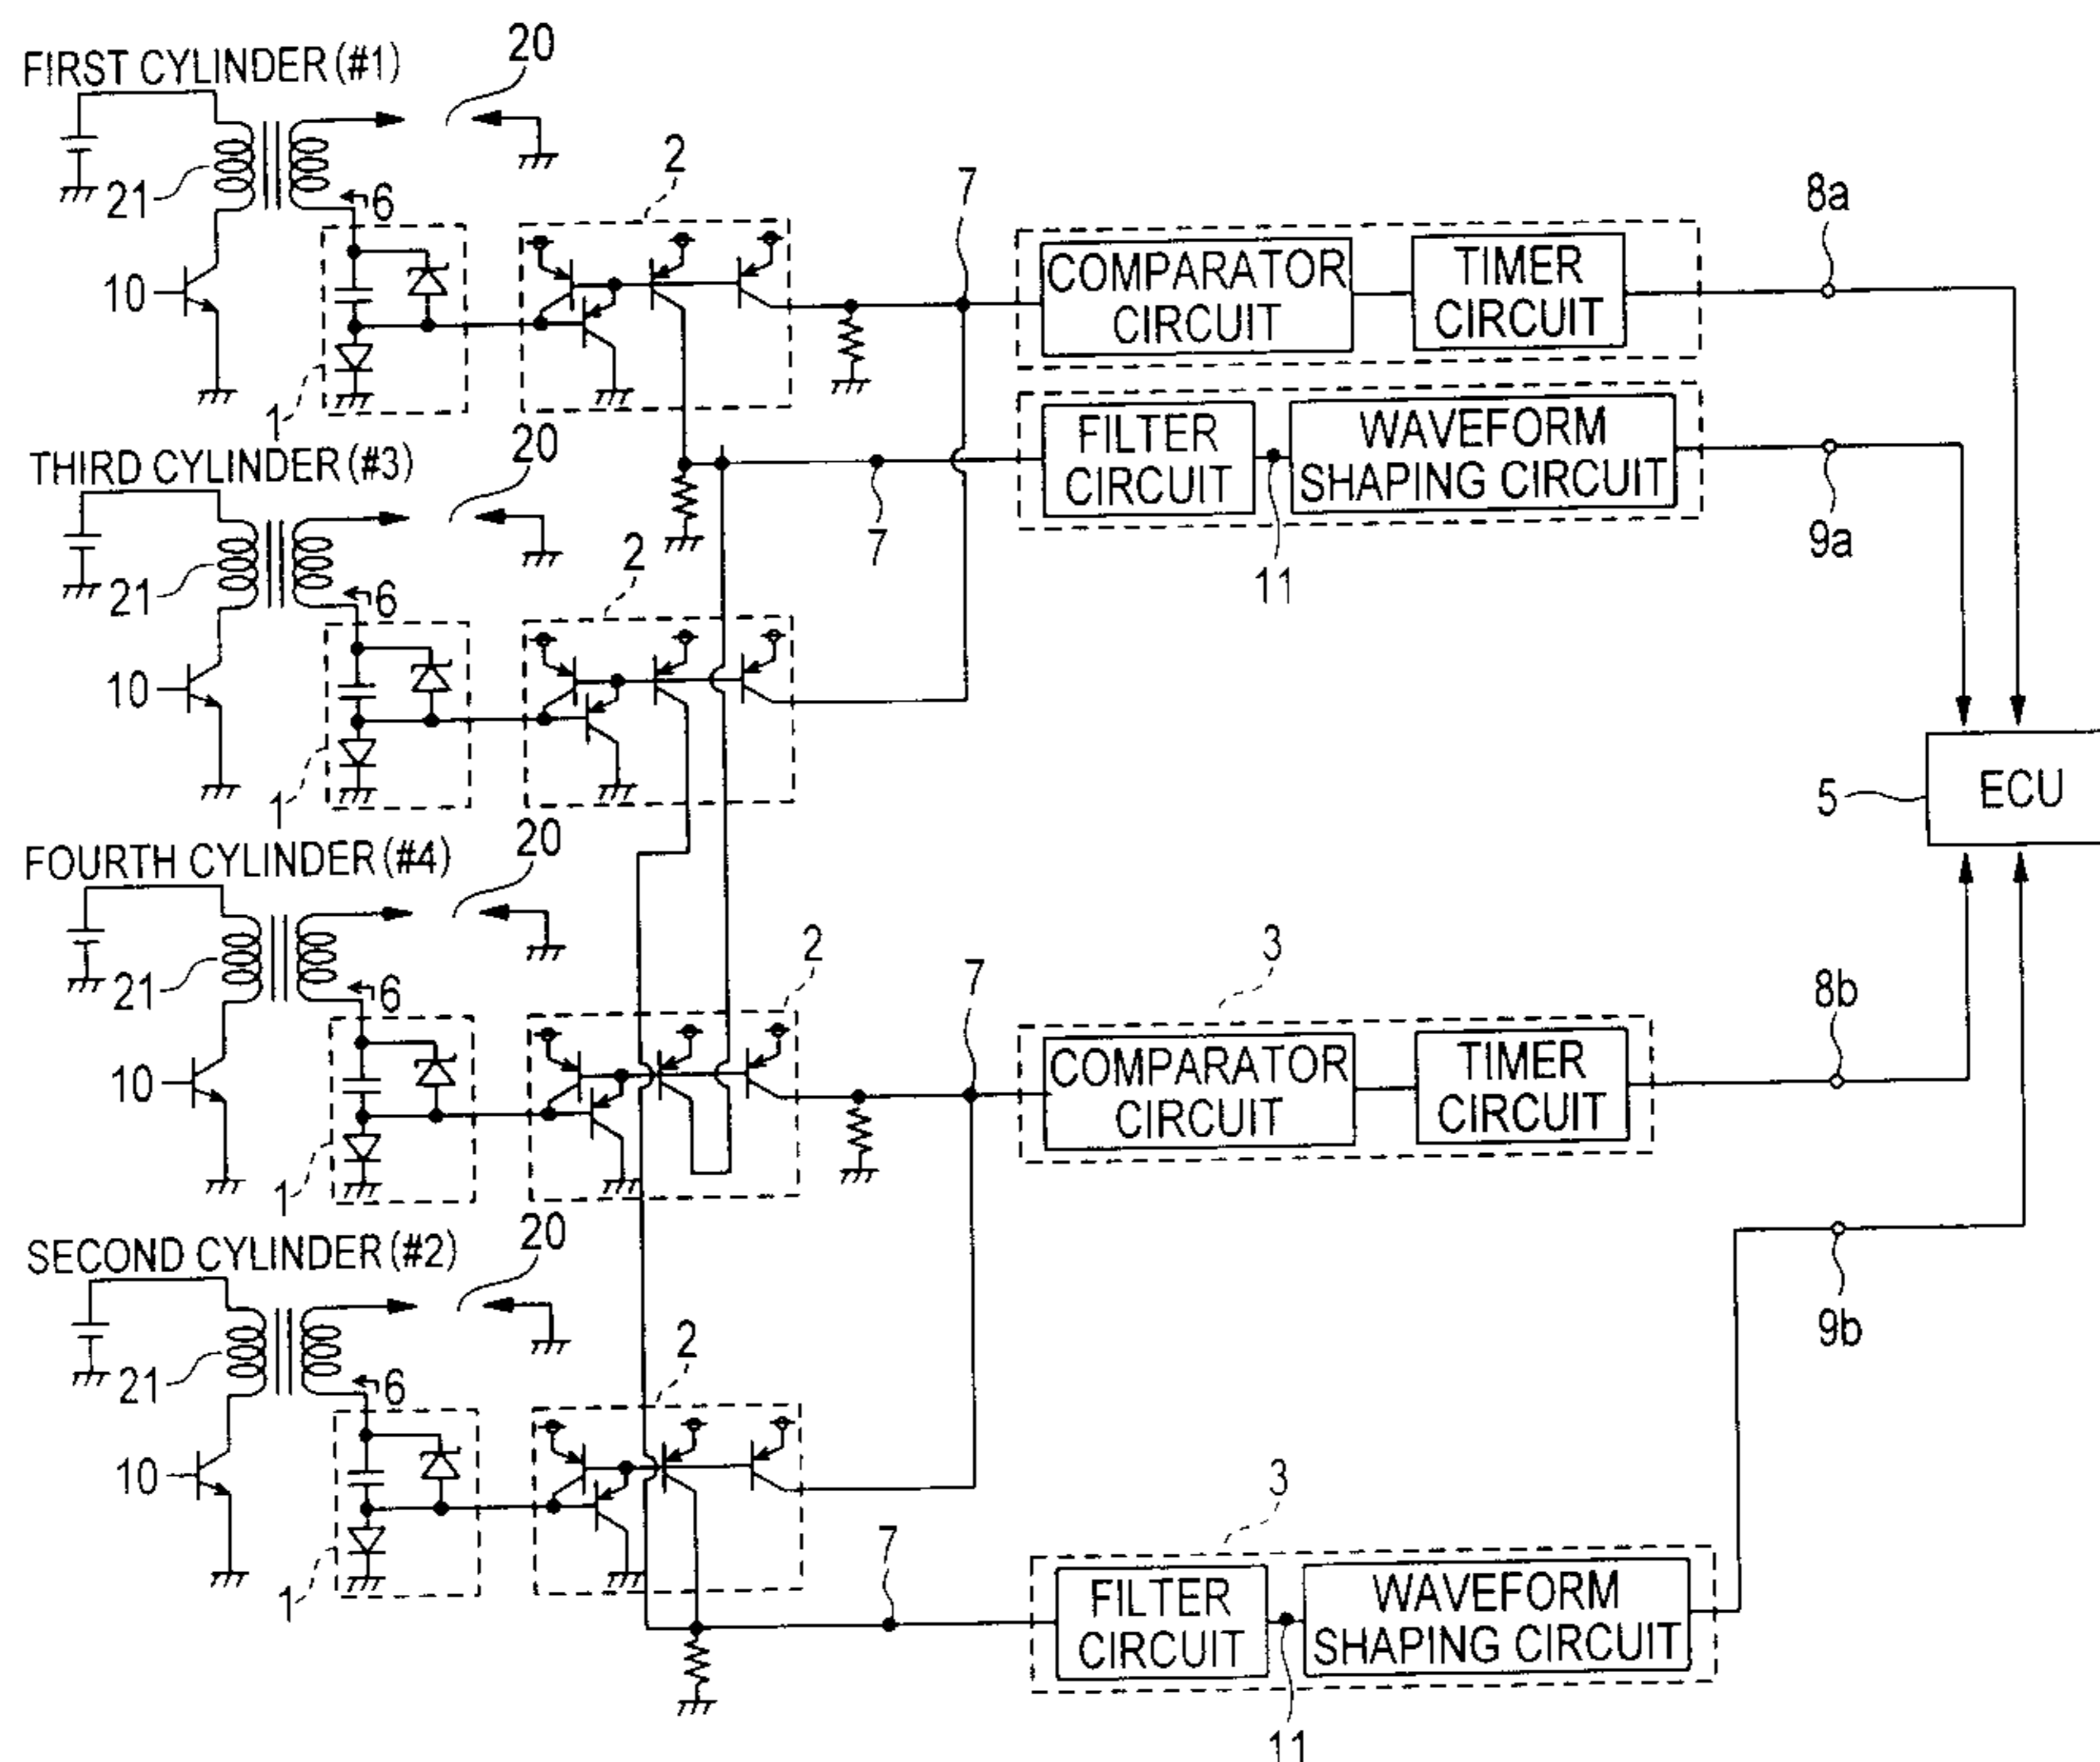 FIRST CYLINDER (#1)
20
21
6
10
1
2
7
COMPARATOR CIRCUIT
TIMER CIRCUIT
8a
7
FILTER CIRCUIT
11
WAVEFORM SHAPING CIRCUIT
9a
THIRD CYLINDER (#3)
20
21
6
10
1
2
5
ECU
FOURTH CYLINDER (#4)
20
21
6
10
1
2
7
3
COMPARATOR CIRCUIT
TIMER CIRCUIT
8b
SECOND CYLINDER (#2)
20
21
6
10
1
2
7
3
FILTER CIRCUIT
11
WAVEFORM SHAPING CIRCUIT
9b